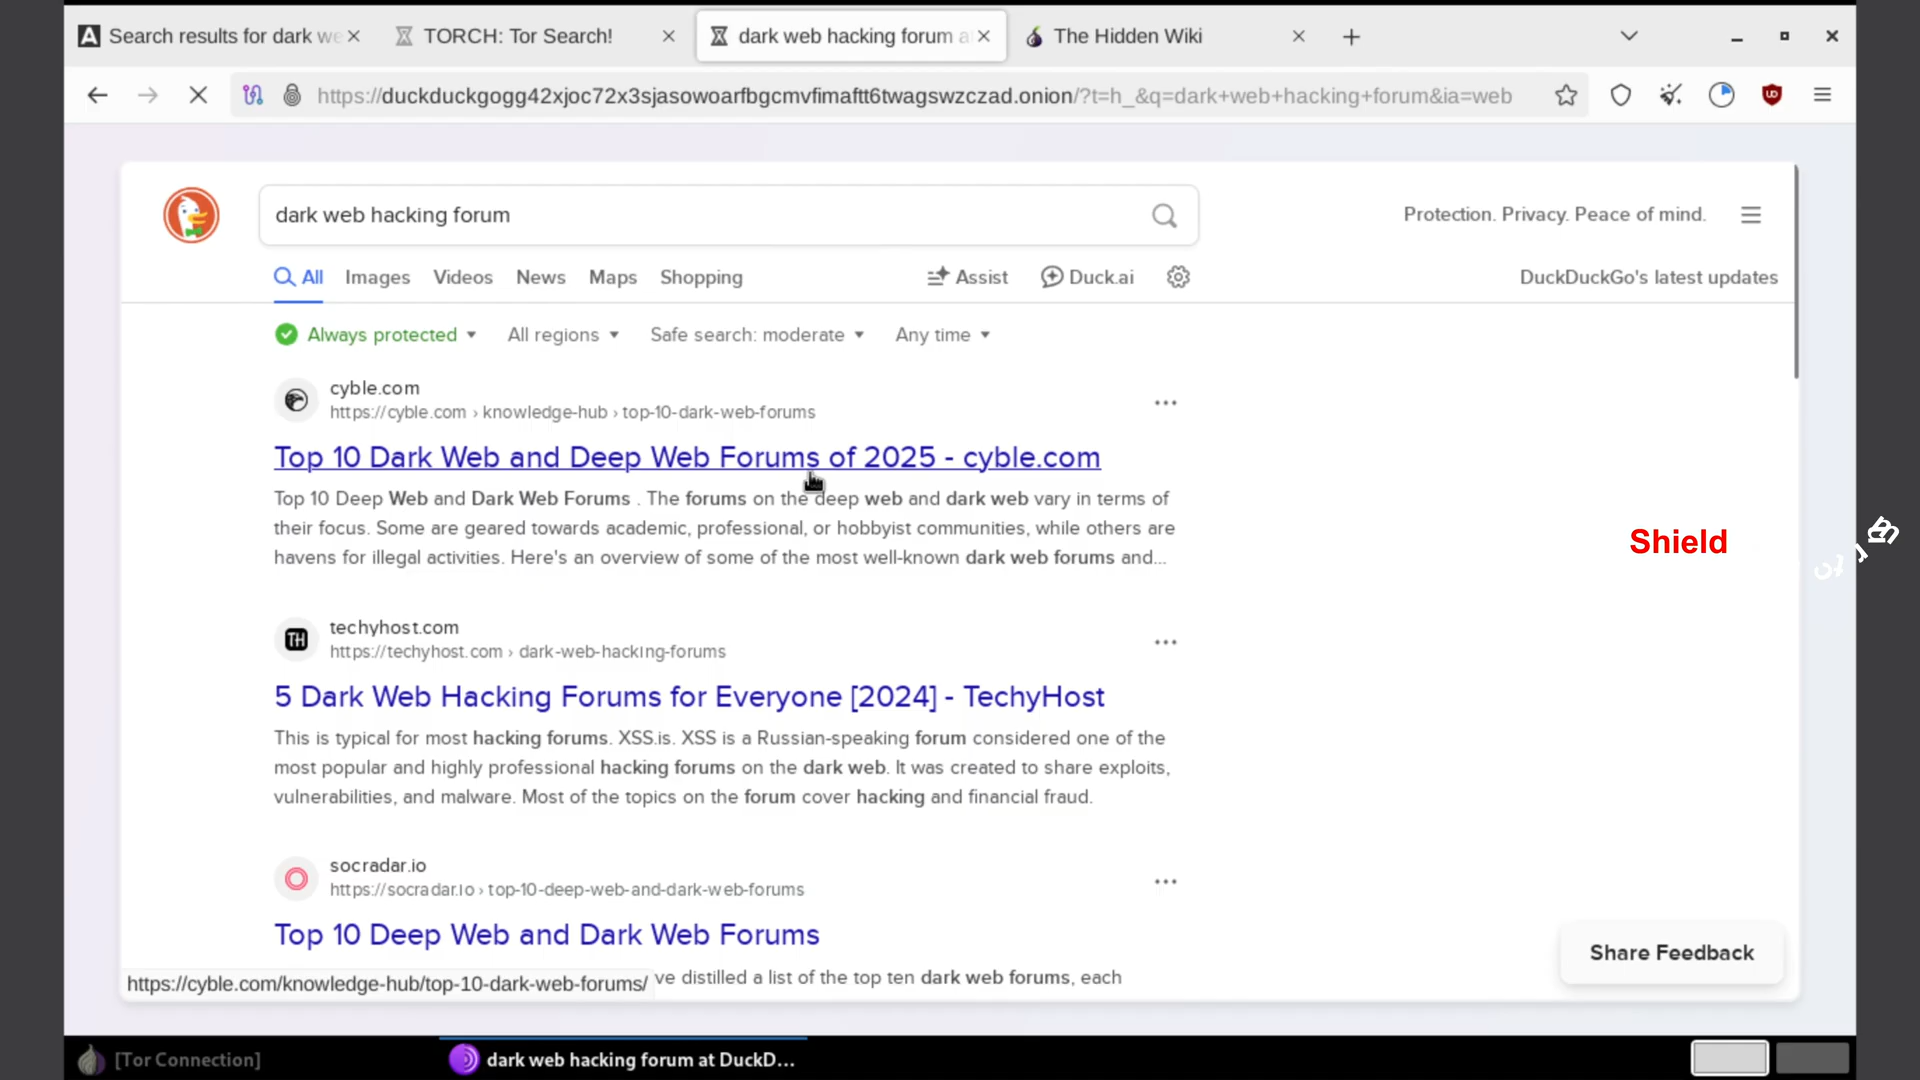 Search results for dark we
TORCH: Tor Search!
dark web hacking forum a
The Hidden Wiki
https://duckduckgogg42xjoc72x3sjasowoarfbgcmvfimaftt6twagswzczad.onion/?t=h_&q=dark+web+hacking+forum&ia=web
dark web hacking forum
Protection. Privacy. Peace of mind.
All
Images
Videos
News
Maps
Shopping
Assist
Duck.ai
DuckDuckGo's latest updates
Always protected
All regions
Safe search: moderate
Any time
cyble.com
https://cyble.com › knowledge-hub › top-10-dark-web-forums
Top 10 Dark Web and Deep Web Forums of 2025 - cyble.com
Top 10 Deep Web and Dark Web Forums . The forums on the deep web and dark web vary in terms of
their focus. Some are geared towards academic, professional, or hobbyist communities, while others are
havens for illegal activities. Here's an overview of some of the most well-known dark web forums and...
Shield
techyhost.com
https://techyhost.com › dark-web-hacking-forums
TH
5 Dark Web Hacking Forums for Everyone [2024] - TechyHost
This is typical for most hacking forums. XSS.is. XSS is a Russian-speaking forum considered one of the
most popular and highly professional hacking forums on the dark web. It was created to share exploits,
vulnerabilities, and malware. Most of the topics on the forum cover hacking and financial fraud.
socradar.io
https://socradar.io › top-10-deep-web-and-dark-web-forums
Top 10 Deep Web and Dark Web Forums
ve distilled a list of the top ten dark web forums, each
Share Feedback
https://cyble.com/knowledge-hub/top-10-dark-web-forums/
[Tor Connection]
dark web hacking forum at DuckD...